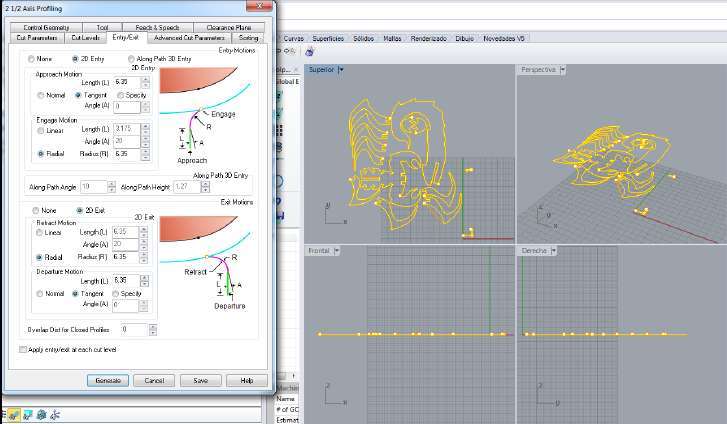 2 1/2 Axis Profiling
Control Geometry Tool Feeds & Speeds Clearance Plane
Cut Parameters Cut Levels Entry/Exit Advanced Cut Parameters Sorting
Entry Motions
None 2D Entry Along Path 3D Entry
2D Entry
Approach Motion
Length (L) 6.35
Normal Tangent Specify
Angle (A) 0
Engage Motion
Linear Length (L) 3.175
Angle (A) 20
Radial Radius (R) 6.35
Engage
R
L A
Approach
Along Path 3D Entry
Along Path Angle 10 Along Path Height 1.27
Exit Motions
None 2D Exit
2D Exit
Retract Motion
Linear Length (L) 6.35
Angle (A) 20
Radial Radius (R) 6.35
Departure Motion
Length (L) 6.35
Normal Tangent Specify
Angle (A) 0
R
Retract
L A
Departure
Overlap Dist for Closed Profiles 0
Apply entry/exit at each cut level
Generate Cancel Save Help
Curvas Superficies Sólidos Mallas Renderizado Dibujo Novedades V5
Superior
Perspectiva
y
x
z
y
x
Frontal
Derecha
z
x
z
y
Name
# of GO
Estimat